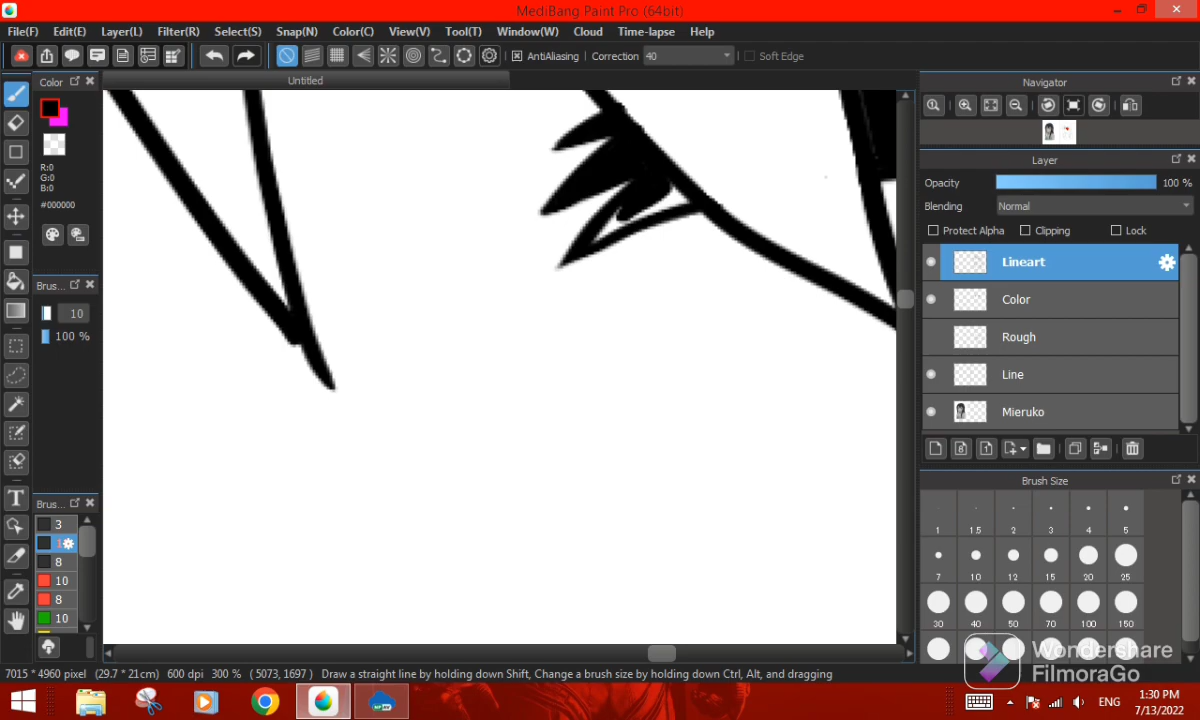 MediBang Paint Pro (64bit)
File(F) Edit(E) Layer(L) Filter(R) Select(S) Snap(N) Color(C) View(V) Tool(T) Window(W) Cloud Time-lapse Help
AntiAliasing Correction 40 Soft Edge
Color
Untitled
Navigator
R:0
G:0
B:0
#000000
Layer
Opacity 100 %
Blending Normal
Protect Alpha Clipping Lock
Lineart
Color
Rough
Line
Mieruko
Brus...
10
100 %
Brus...
3
8
10
8
10
Brush Size
1 1.5 2 3 4 5
7 10 12 15 20 25
30 40 50 70 100 150
Wondershare
FilmoraGo
7015 * 4960 pixel (29.7 * 21cm) 600 dpi 300 % ( 5073, 1697 ) Draw a straight line by holding down Shift, Change a brush size by holding down Ctrl, Alt, and dragging
T
ENG
1:30 PM
7/13/2022